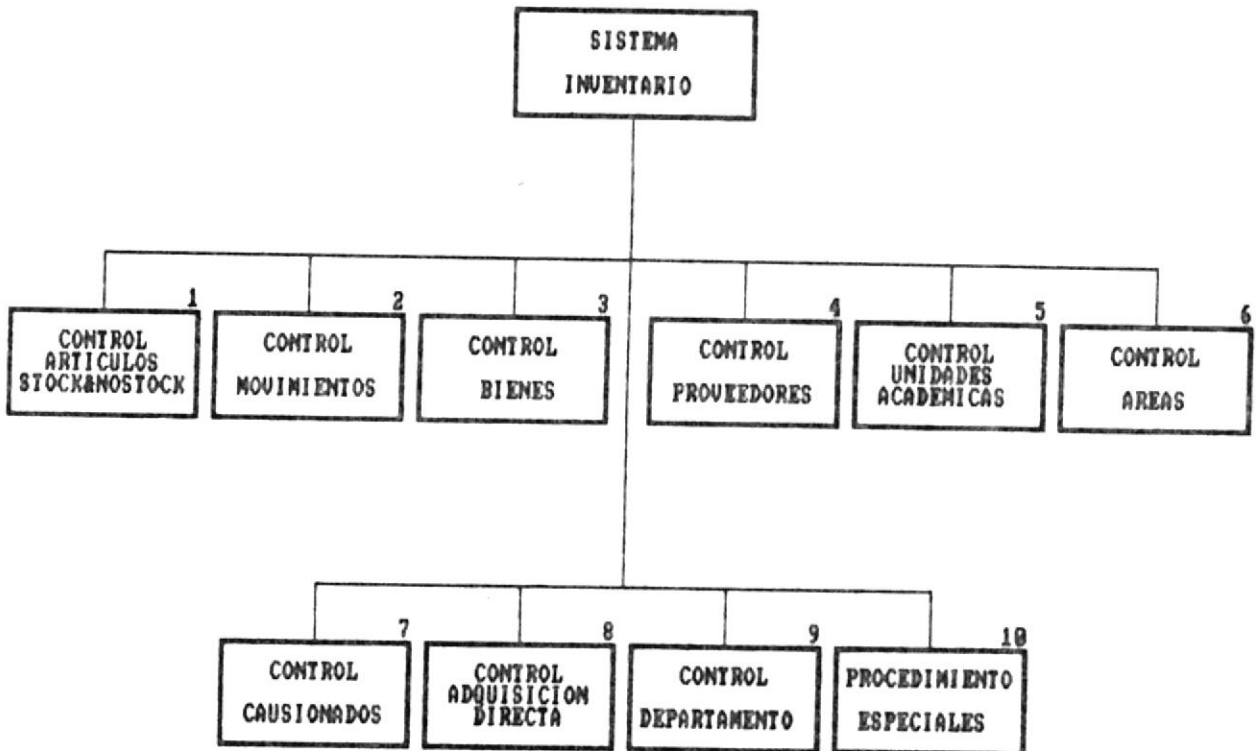 SISTEMA
INVENTARIO
1
CONTROL
ARTICULOS
STOCK&NOSTOCK
2
CONTROL
MOVIMIENTOS
3
CONTROL
BIENES
4
CONTROL
PROVEEDORES
5
CONTROL
UNIDADES
ACADEMICAS
6
CONTROL
AREAS
7
CONTROL
CAUSIONADOS
8
CONTROL
ADQUISICION
DIRECTA
9
CONTROL
DEPARTAMENTO
10
PROCEDIMIENTO
ESPECIALES